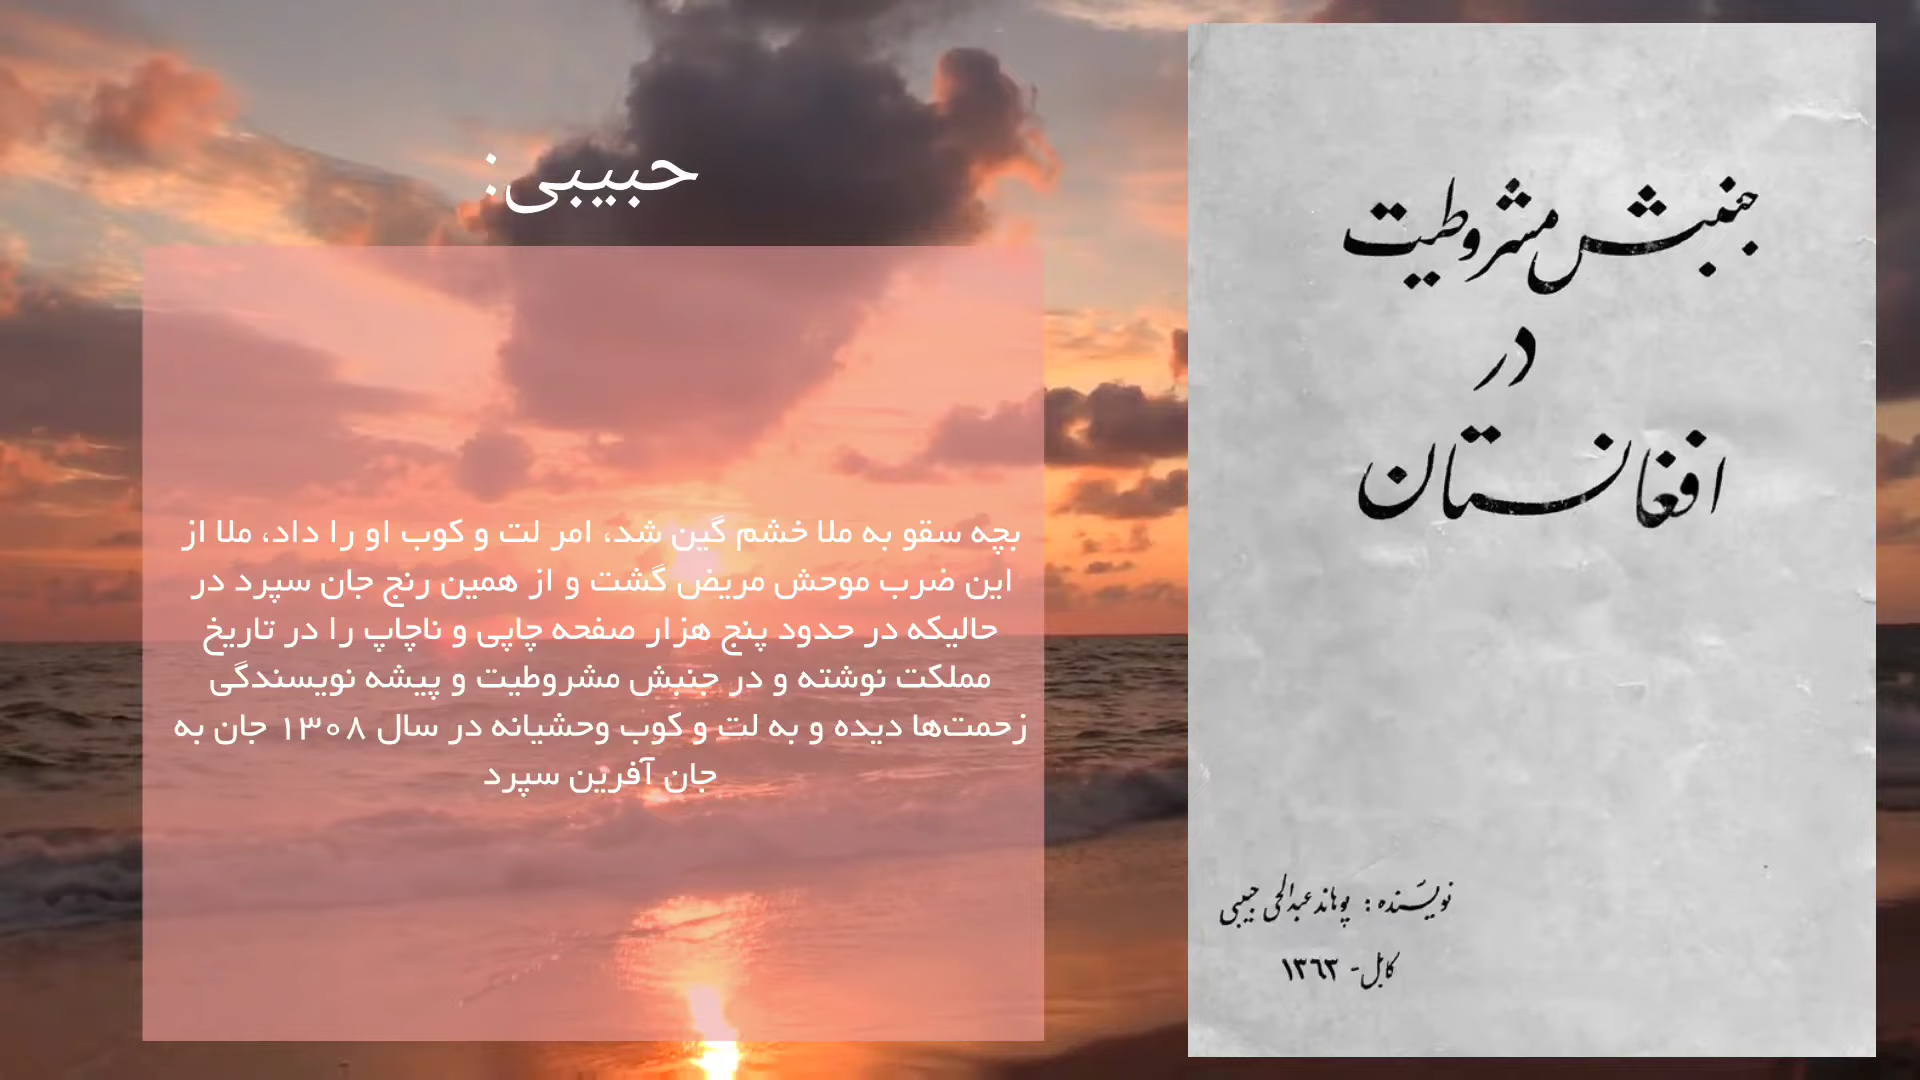 حبیبی:
بچه سقو به ملا خشم گین شد، امر لت و کوب او را داد، ملا از
این ضرب موحش مریض گشت و از همین رنج جان سپرد در
حالیکه در حدود پنج هزار صفحه چاپی و ناچاپ را در تاریخ
مملکت نوشته و در جنبش مشروطیت و پیشه نویسندگی
زحمت‌ها دیده و به لت و کوب وحشیانه در سال ۱۳۰۸ جان به
جان آفرین سپرد
جنبش مشروطیت
در
افغانستان
نویسنده : پوهاند عبدالحی حبیبی
کابل - ۱۳۶۳